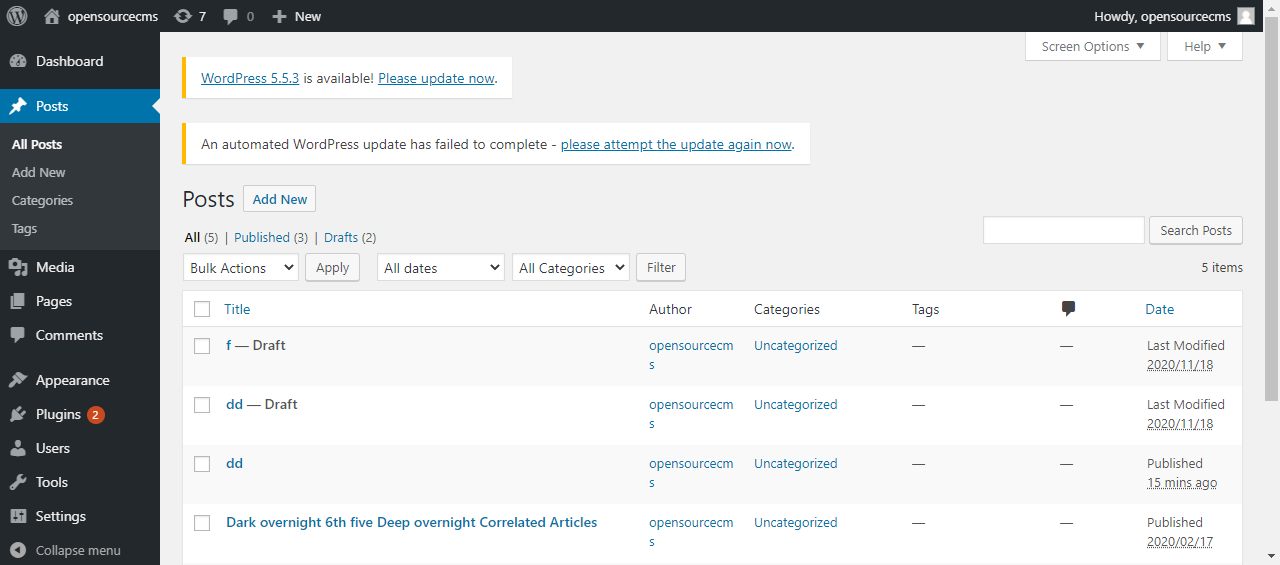 opensourcecms 7 0 New Howdy, opensourcecms
Dashboard
Posts
All Posts
Add New
Categories
Tags
Media
Pages
Comments
Appearance
Plugins 2
Users
Tools
Settings
Collapse menu
Screen Options Help
WordPress 5.5.3 is available! Please update now.
An automated WordPress update has failed to complete - please attempt the update again now.
Posts Add New
All (5) | Published (3) | Drafts (2)
Search Posts
Bulk Actions Apply All dates All Categories Filter 5 items
Title Author Categories Tags Date
f — Draft opensourcecm Uncategorized — — Last Modified
s 2020/11/18
dd — Draft opensourcecm Uncategorized — — Last Modified
s 2020/11/18
dd opensourcecm Uncategorized — — Published
s 15 mins ago
Dark overnight 6th five Deep overnight Correlated Articles opensourcecm Uncategorized — — Published
s 2020/02/17